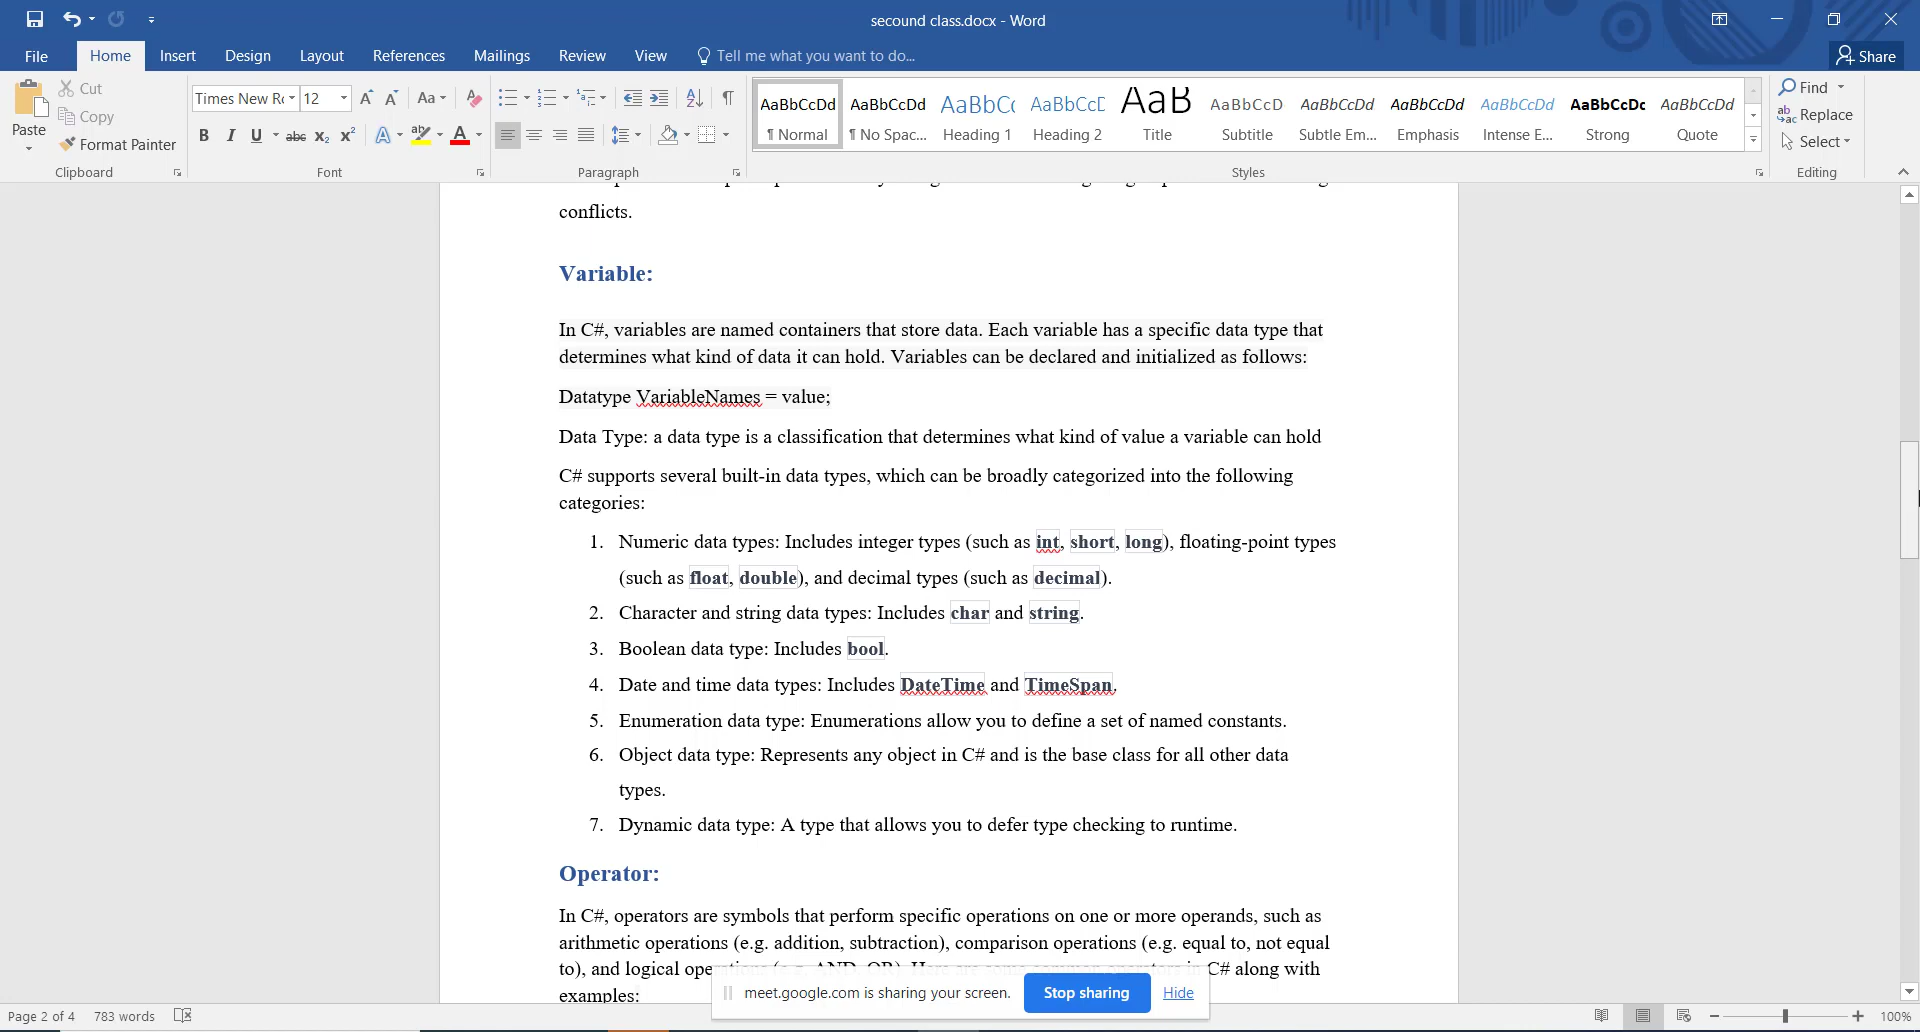 secound class.docx - Word
File Home Insert Design Layout References Mailings Review View Tell me what you want to do... Share
Paste
Cut
Copy
Format Painter
Clipboard
Times New Ro 12
Font
Paragraph
AaBbCcDd AaBbCcDd AaBbCc AaBbCcD AaB AaBbCcD AaBbCcDd AaBbCcDd AaBbCcDd AaBbCcDc AaBbCcDd
¶ Normal ¶ No Spac... Heading 1 Heading 2 Title Subtitle Subtle Em... Emphasis Intense E... Strong Quote
Styles
Find
Replace
Select
Editing
conflicts.
Variable:
In C#, variables are named containers that store data. Each variable has a specific data type that
determines what kind of data it can hold. Variables can be declared and initialized as follows:
Datatype VariableNames = value;
Data Type: a data type is a classification that determines what kind of value a variable can hold
C# supports several built-in data types, which can be broadly categorized into the following
categories:
1. Numeric data types: Includes integer types (such as int, short, long), floating-point types
(such as float, double), and decimal types (such as decimal).
2. Character and string data types: Includes char and string.
3. Boolean data type: Includes bool.
4. Date and time data types: Includes DateTime and TimeSpan.
5. Enumeration data type: Enumerations allow you to define a set of named constants.
6. Object data type: Represents any object in C# and is the base class for all other data
types.
7. Dynamic data type: A type that allows you to defer type checking to runtime.
Operator:
In C#, operators are symbols that perform specific operations on one or more operands, such as
arithmetic operations (e.g. addition, subtraction), comparison operations (e.g. equal to, not equal
to), and logical C# along with
examples:
meet.google.com is sharing your screen. Stop sharing Hide
Page 2 of 4 783 words 100%